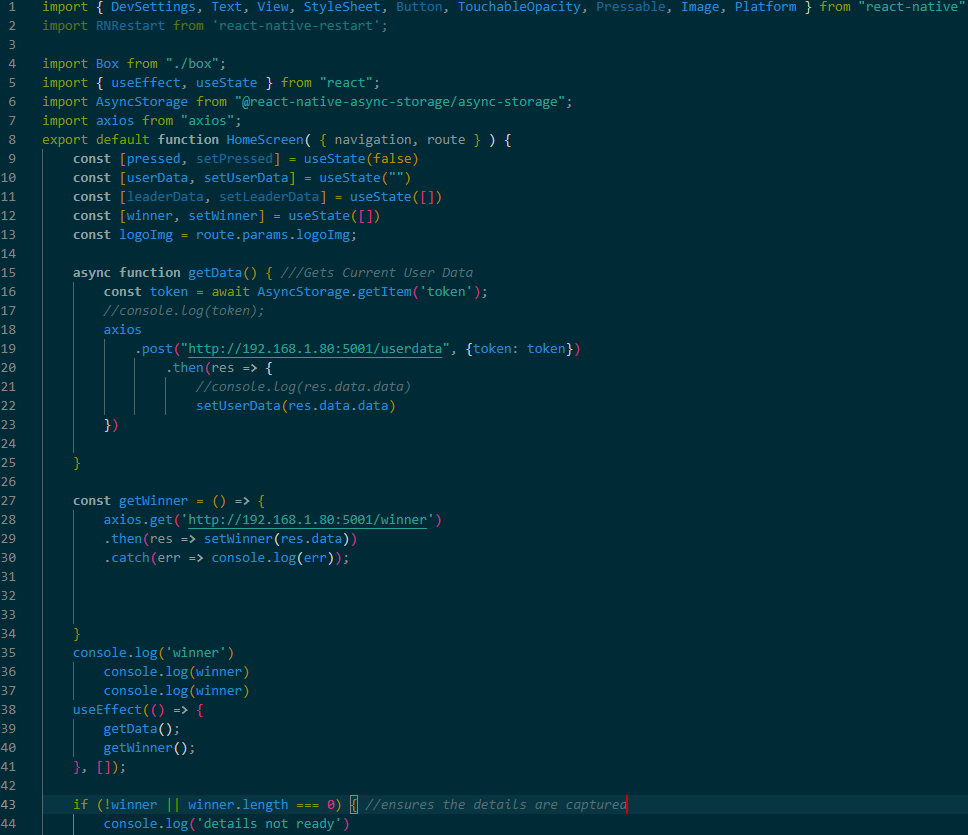 1 import { DevSettings, Text, View, StyleSheet, Button, TouchableOpacity, Pressable, Image, Platform } from "react-native"
2 import RNRestart from 'react-native-restart';
3
4 import Box from "./box";
5 import { useEffect, useState } from "react";
6 import AsyncStorage from "@react-native-async-storage/async-storage";
7 import axios from "axios";
8 export default function HomeScreen( { navigation, route } ) {
9     const [pressed, setPressed] = useState(false)
10     const [userData, setUserData] = useState("")
11     const [leaderData, setLeaderData] = useState([])
12     const [winner, setWinner] = useState([])
13     const logoImg = route.params.logoImg;
14
15     async function getData() { ///Gets Current User Data
16         const token = await AsyncStorage.getItem('token');
17         //console.log(token);
18         axios
19             .post("http://192.168.1.80:5001/userdata", {token: token})
20                 .then(res => {
21                     //console.log(res.data.data)
22                     setUserData(res.data.data)
23         })
24
25     }
26
27     const getWinner = () => {
28         axios.get('http://192.168.1.80:5001/winner')
29         .then(res => setWinner(res.data))
30         .catch(err => console.log(err));
31
32
33
34     }
35     console.log('winner')
36         console.log(winner)
37         console.log(winner)
38     useEffect(() => {
39         getData();
40         getWinner();
41     }, []);
42
43     if (!winner || winner.length === 0) { //ensures the details are captured
44         console.log('details not ready')